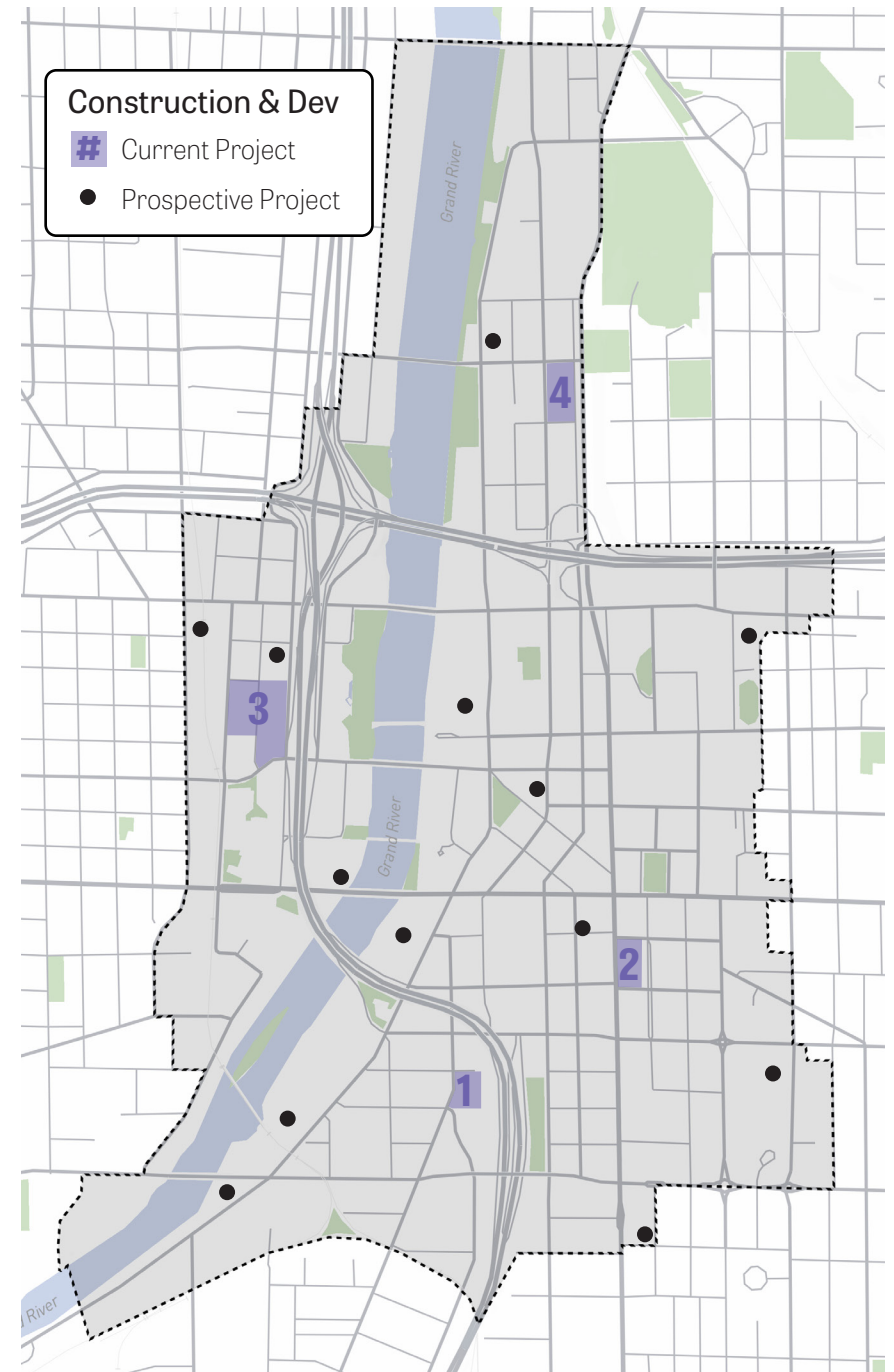 Construction & Dev
# Current Project
Prospective Project
Grand River
4
3
Grand River
2
1
River